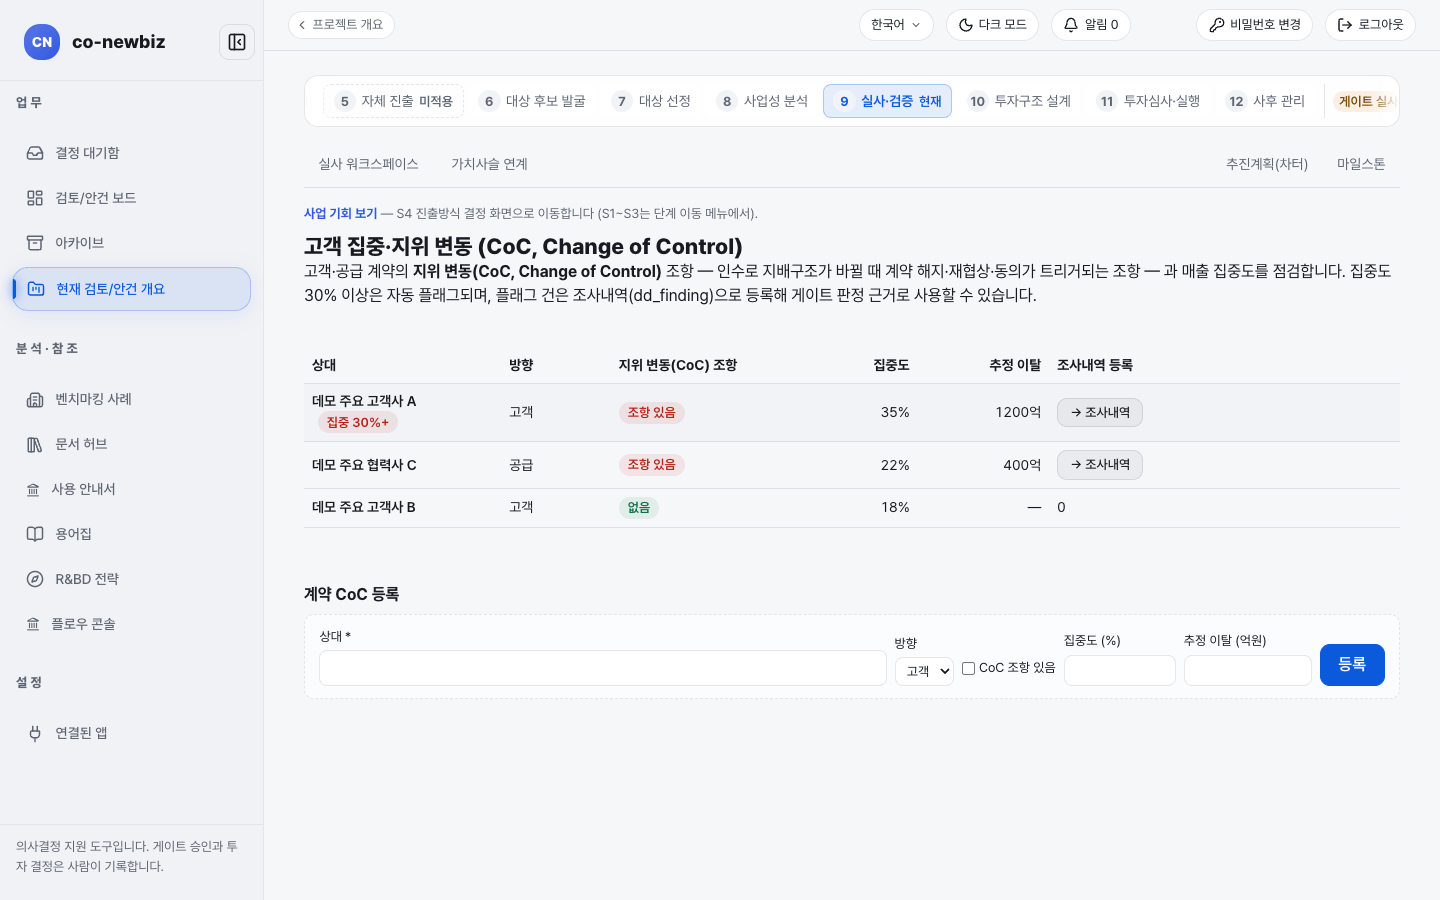 CN co-newbiz
업무
결정 대기함
검토/안건 보드
아카이브
현재 검토/안건 개요
분석·참조
벤치마킹 사례
문서 허브
사용 안내서
용어집
R&BD 전략
플로우 콘솔
설정
연결된 앱
의사결정 지원 도구입니다. 게이트 승인과 투
자 결정은 사람이 기록합니다.
프로젝트 개요
한국어 다크 모드 알림 0 비밀번호 변경 로그아웃
5 자체 진출 미적용 6 대상 후보 발굴 7 대상 선정 8 사업성 분석 9 실사·검증 현재 10 투자구조 설계 11 투자심사·실행 12 사후 관리 게이트 실사
실사 워크스페이스 가치사슬 연계 추진계획(차터) 마일스톤
사업 기회 보기 — S4 진출방식 결정 화면으로 이동합니다 (S1~S3는 단계 이동 메뉴에서).
고객 집중·지위 변동 (CoC, Change of Control)
고객·공급 계약의 지위 변동(CoC, Change of Control) 조항 — 인수로 지배구조가 바뀔 때 계약 해지·재협상·동의가 트리거되는 조항 — 과 매출 집중도를 점검합니다. 집중도
30% 이상은 자동 플래그되며, 플래그 건은 조사내역(dd_finding)으로 등록해 게이트 판정 근거로 사용할 수 있습니다.
상대 방향 지위 변동(CoC) 조항 집중도 추정 이탈 조사내역 등록
데모 주요 고객사 A 집중 30%+ 고객 조항 있음 35% 1200억 → 조사내역
데모 주요 협력사 C 공급 조항 있음 22% 400억 → 조사내역
데모 주요 고객사 B 고객 없음 18% — 0
계약 CoC 등록
상대 * 방향 집중도 (%) 추정 이탈 (억원)
고객 CoC 조항 있음 등록